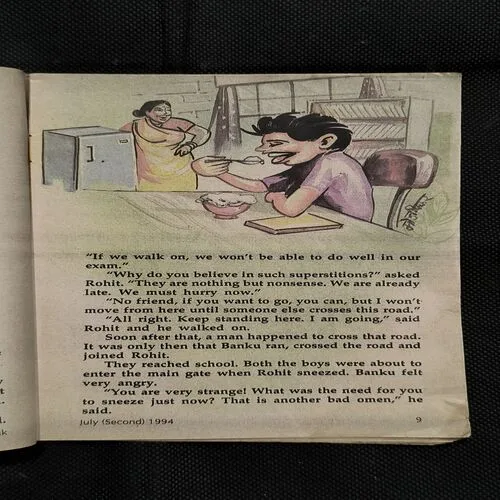 "If we walk on, we won't be able to do well in our
exam."
"Why do you believe in such superstitions?" asked
Rohit. "They are nothing but nonsense. We are already
late. We must hurry now."
"No friend, if you want to go, you can, but I won't
move from here until someone else crosses this road."
"All right. Keep standing here. I am going," said
Rohit and he walked on.
Soon after that, a man happened to cross that road.
It was only then that Banku ran, crossed the road and
joined Rohit.
They reached school. Both the boys were about to
enter the main gate when Rohit sneezed. Banku felt
very angry.
"You are very strange! What was the need for you
to sneeze just now? That is another bad omen," he
said.
July (Second) 1994
9